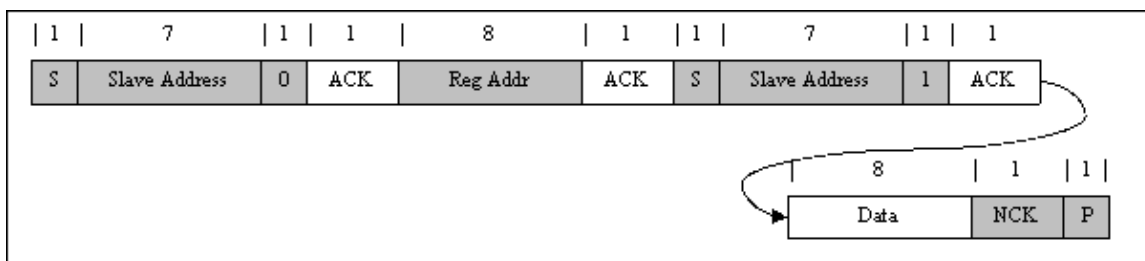 | 1 | 7 | 1 | 1 | 8 | 1 | 1 | 7 | 1 | 1
S Slave Address 0 ACK Reg Addr ACK S Slave Address 1 ACK
| 8 | 1 | 1 |
Data NCK P